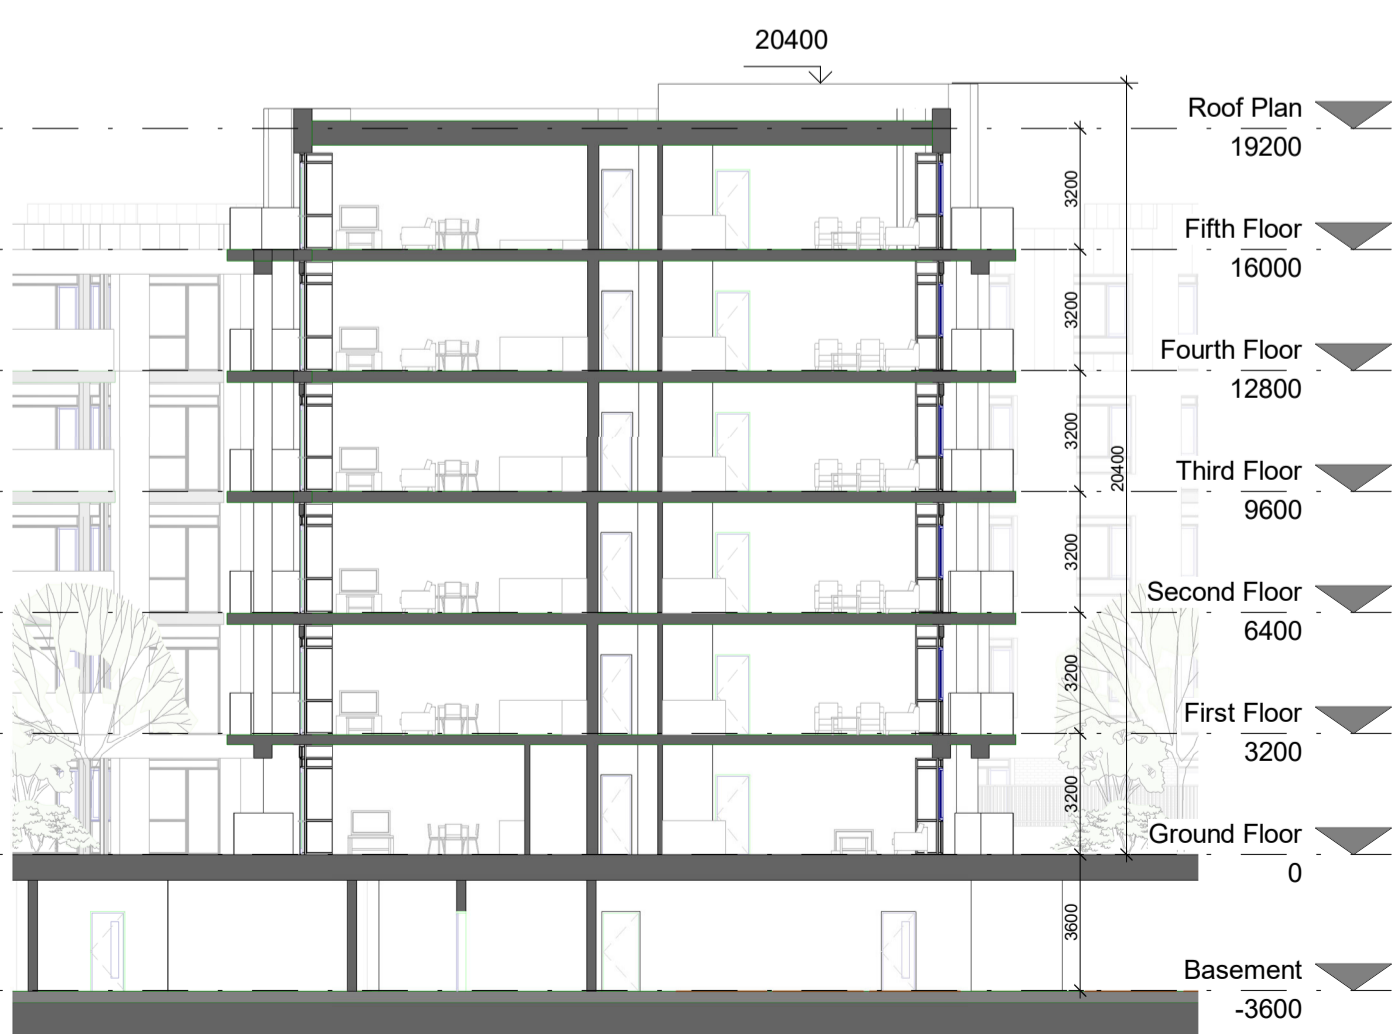 20400
Roof Plan
19200
3200
Fifth Floor
16000
3200
Fourth Floor
12800
3200
20400
Third Floor
9600
3200
Second Floor
6400
3200
First Floor
3200
3200
Ground Floor
0
3600
Basement
-3600